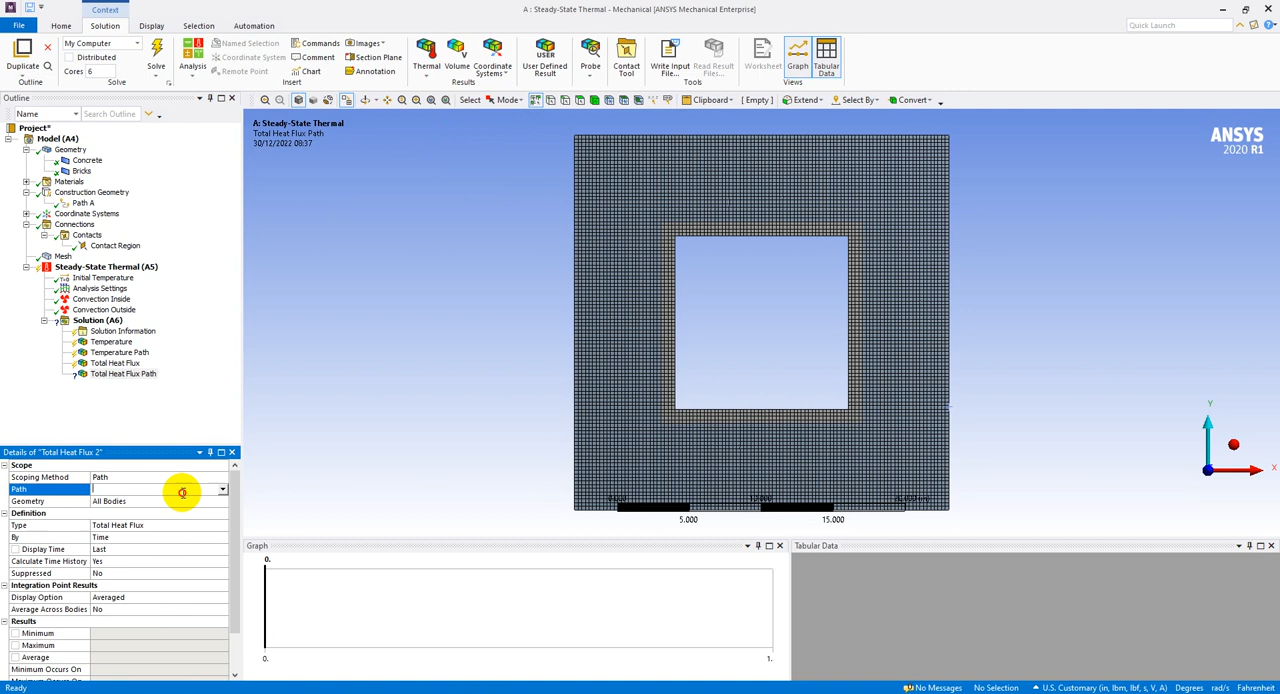 Context
A : Steady-State Thermal - Mechanical [ANSYS Mechanical Enterprise]
File
Home
Solution
Display
Selection
Automation
Quick Launch
Duplicate
Outline
My Computer
Distributed
Cores 6
Solve
Solve
Analysis
Named Selection
Coordinate System
Remote Point
Commands
Comment
Chart
Images
Section Plane
Annotation
Insert
Thermal
Volume
Coordinate Systems
Results
User Defined Result
Probe
Contact Tool
Write Input File...
Read Result Files...
Tools
Worksheet
Graph
Tabular Data
Views
Outline
Name
Search Outline
Select
Mode
Clipboard
[ Empty ]
Extend
Select By
Convert
Project*
Model (A4)
Geometry
Concrete
Bricks
Materials
Construction Geometry
Path A
Coordinate Systems
Connections
Contacts
Contact Region
Mesh
Steady-State Thermal (A5)
Initial Temperature
Analysis Settings
Convection Inside
Convection Outside
Solution (A6)
Solution Information
Temperature
Temperature Path
Total Heat Flux
Total Heat Flux Path
A: Steady-State Thermal
Total Heat Flux Path
30/12/2022 08:37
ANSYS
2020 R1
Y
X
0.000
10.000
5.000
15.000
Details of "Total Heat Flux 2"
Scope
Scoping Method Path
Path
Geometry All Bodies
Definition
Type Total Heat Flux
By Time
Display Time Last
Calculate Time History Yes
Suppressed No
Integration Point Results
Display Option Averaged
Average Across Bodies No
Results
Minimum
Maximum
Average
Minimum Occurs On
Graph
0.
0.
1.
Tabular Data
Ready
No Messages
No Selection
U.S. Customary (in, lbm, lbf, s, V, A)
Degrees
rad/s
Fahrenheit